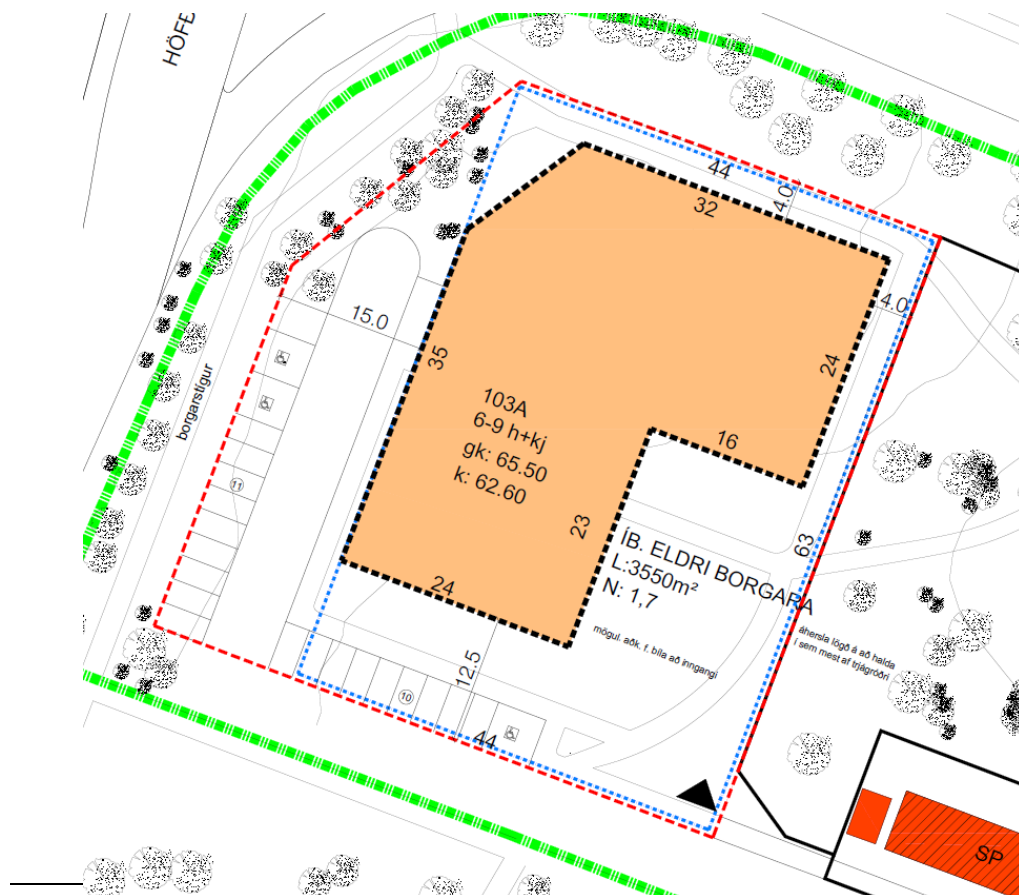 HÖFÐ
44
32
4.0
4.0
15.0
35
24
103A
6-9 h+kj
gk: 65.50
k: 62.60
16
borgarstígur
11
23
63
ÍB. ELDRI BORGARA
L:3550m²
N: 1,7
24
mögul. aðk. f. bíla að inngangi
áhersla lögð á að halda
í sem mest af trjágróðri
12.5
10
44
SP